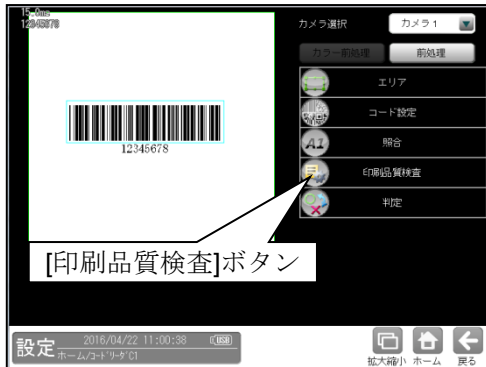 15.0ms
12345678
カメラ選択
カメラ1
カラー前処理
前処理
エリア
コード設定
照合
印刷品質検査
判定
12345678
[印刷品質検査]ボタン
設定
2016/04/22 11:00:38
USB
ホーム/コードリーダC1
拡大縮小
ホーム
戻る